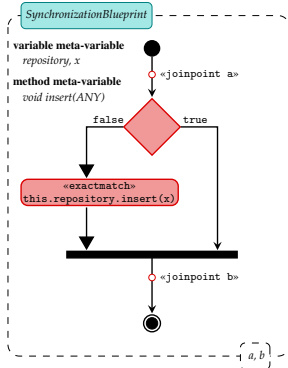 SynchronizationBlueprint
variable meta-variable
repository, x
method meta-variable
void insert(ANY)
«joinpoint a»
false
true
«exactmatch»
this.repository.insert(x)
«joinpoint b»
a, b